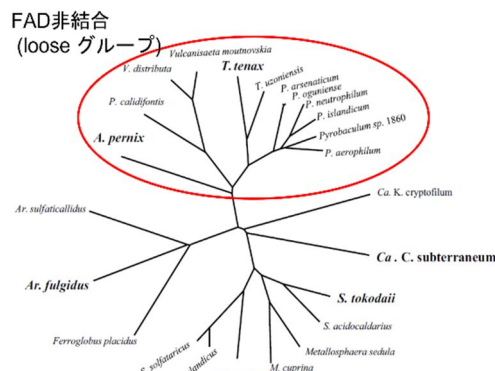 FAD非結合
(loose グループ)
Vulcanisaeta moutnovskia
V. distributa
T. tenax
T. uzoniensis
P. arsenaticum
P. oguniense
P. neutrophilum
P. calidifontis
P. islandicum
Pyrobaculum sp. 1860
A. pernix
P. aerophilum
Ca. K. cryptofilum
Ar. sulfaticallidus
Ca. C. subterraneum
Ar. fulgidus
S. tokodaii
S. acidocaldarius
Ferroglobus placidus
solfataricus
Metallosphaera sedula
M. cuprina